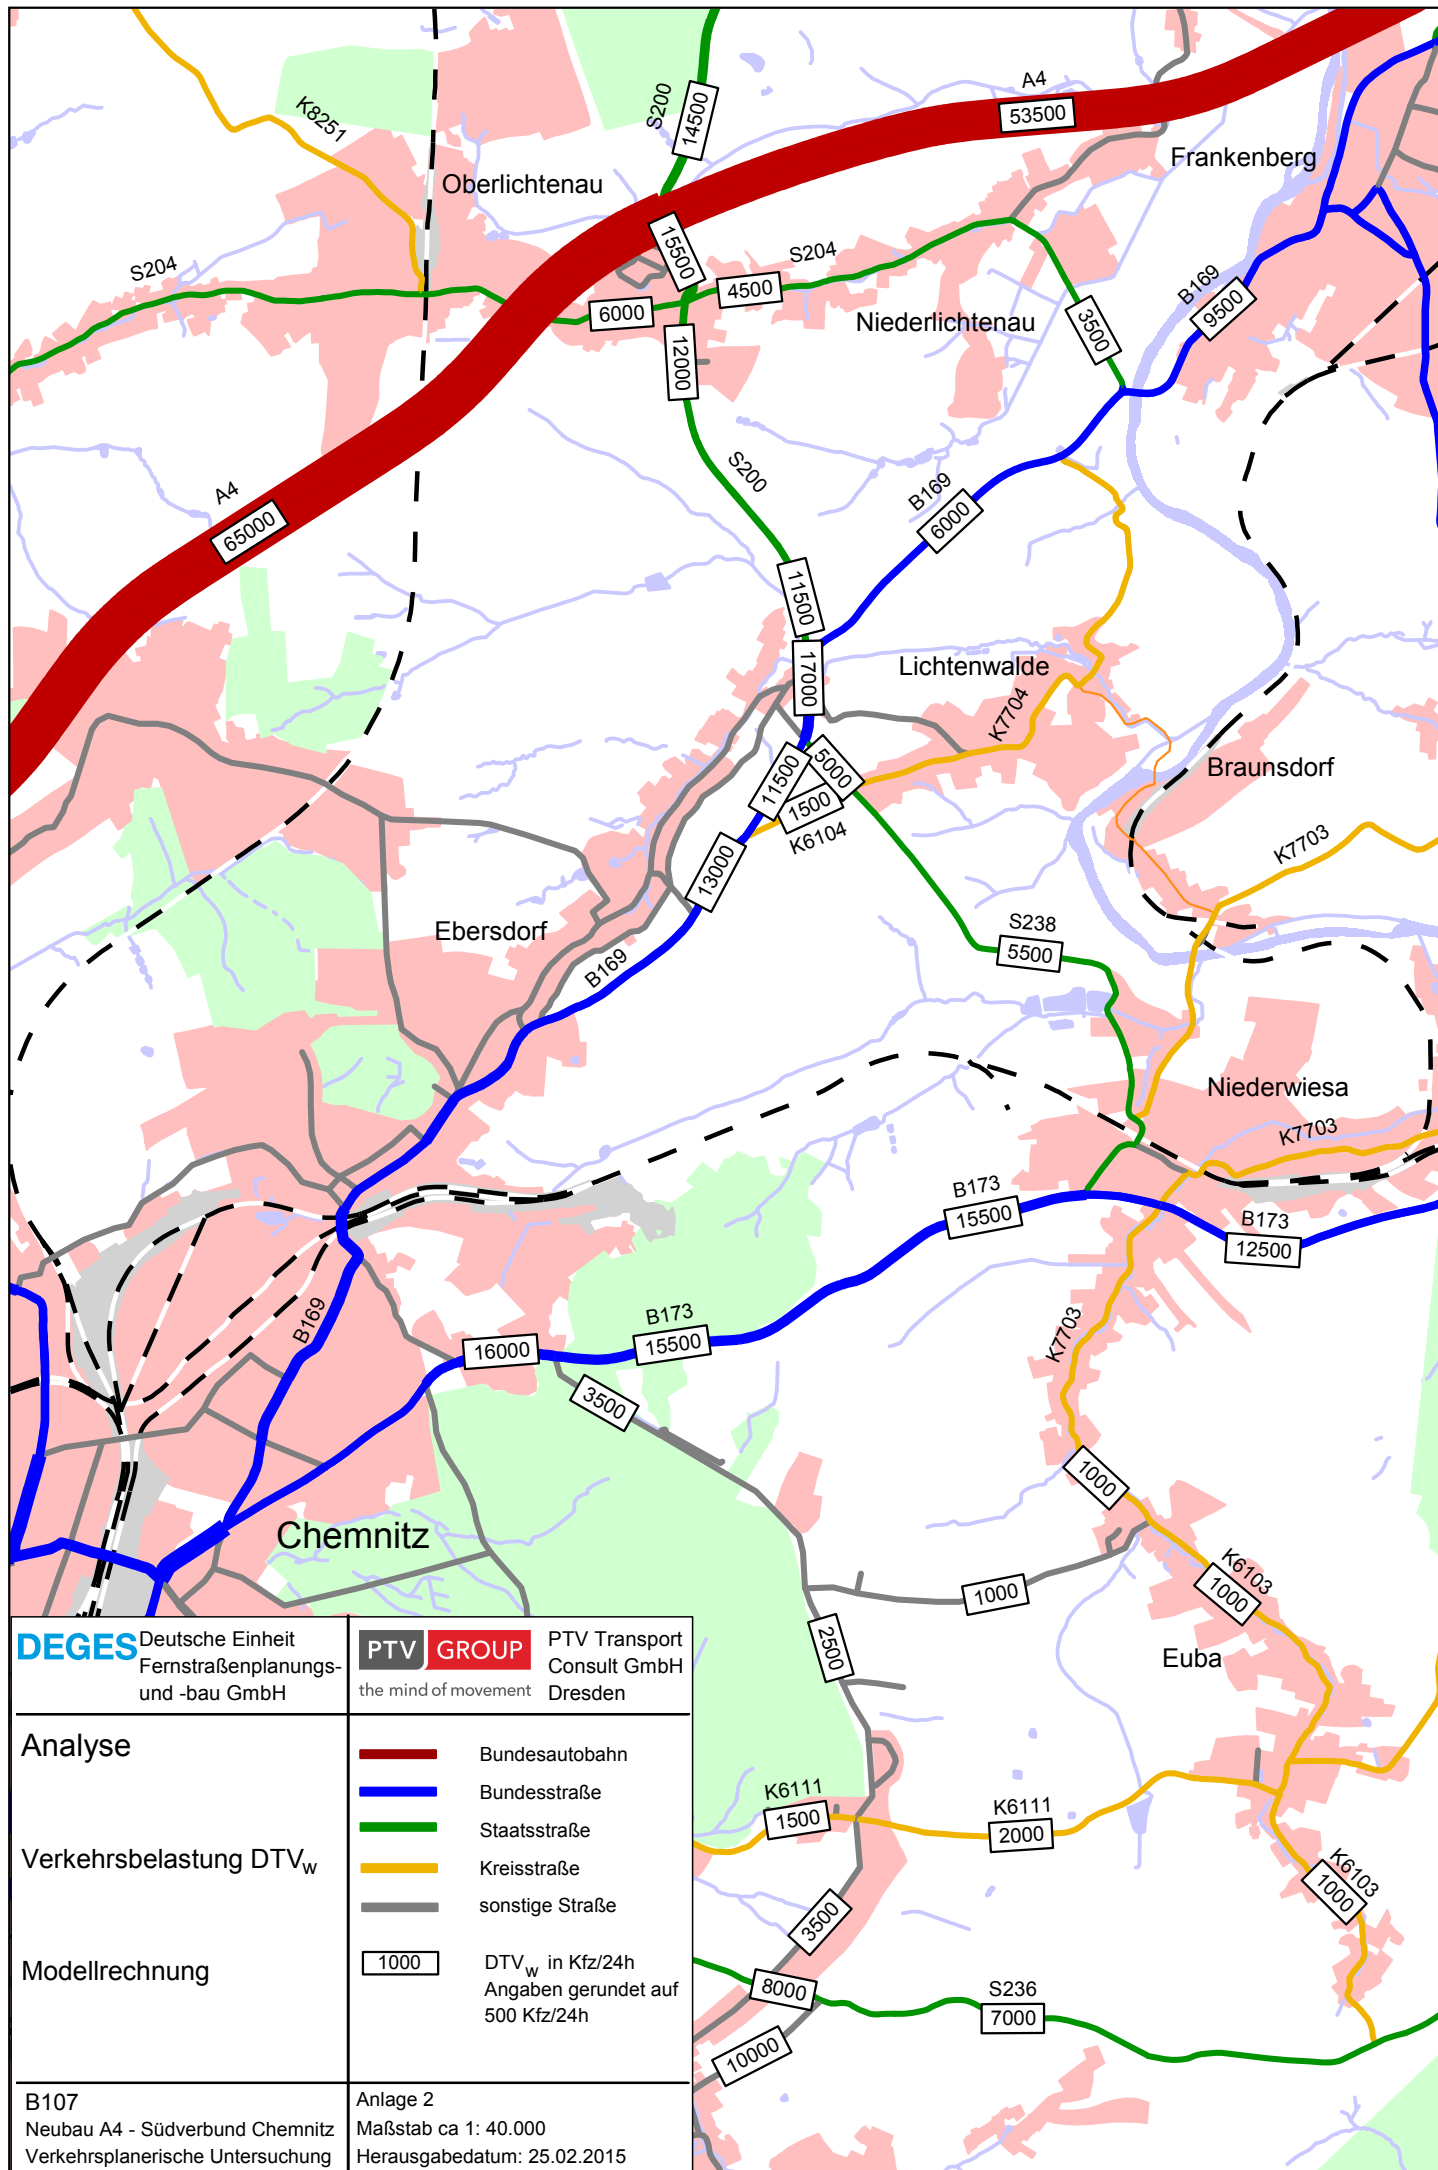 A4
53500
S200
14500
K8251
Frankenberg
Oberlichtenau
15500
S204
S204
4500
6000
B169
9500
Niederlichtenau
3500
12000
S200
A4
65000
B169
6000
11500
17000
Lichtenwalde
K7704
5000
11500
1500
K6104
Braunsdorf
K7703
13000
S238
5500
Ebersdorf
B169
Niederwiesa
K7703
B173
15500
B173
12500
B169
B173
15500
16000
K7703
3500
1000
Chemnitz
K6103
1000
1000
2500
Euba
DEGES Deutsche Einheit
Fernstraßenplanungs-
und -bau GmbH
PTV GROUP
the mind of movement
PTV Transport
Consult GmbH
Dresden
Analyse
Verkehrsbelastung DTVw
Modellrechnung
Bundesautobahn
Bundesstraße
Staatsstraße
Kreisstraße
sonstige Straße
1000
DTVw in Kfz/24h
Angaben gerundet auf
500 Kfz/24h
K6111
1500
K6111
2000
K6103
1000
3500
8000
S236
7000
10000
B107
Neubau A4 - Südverbund Chemnitz
Verkehrsplanerische Untersuchung
Anlage 2
Maßstab ca 1: 40.000
Herausgabedatum: 25.02.2015